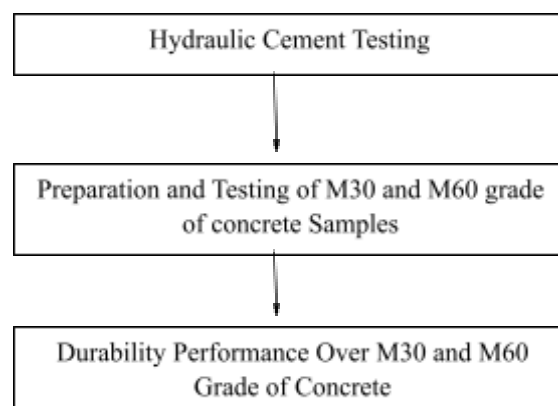 Hydraulic Cement Testing
Preparation and Testing of M30 and M60 grade
of concrete Samples
Durability Performance Over M30 and M60
Grade of Concrete